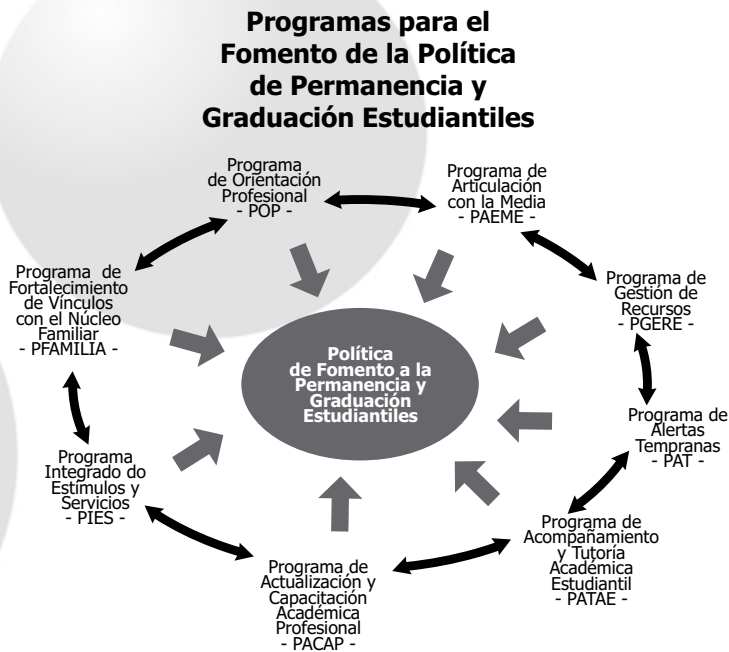 Programas para el
Fomento de la Política
de Permanencia y
Graduación Estudiantiles
Programa
de Orientación
Profesional
- POP -
Programa de
Articulación
con la Media
- PAEME -
Programa de
Gestión de
Recursos
- PGERE -
Programa de
Alertas
Tempranas
- PAT -
Programa de
Acompañamiento
y Tutoría
Académica
Estudiantil
- PATAE -
Programa de
Actualización y
Capacitación
Académica
Profesional
- PACAP -
Programa
Integrado do
Estímulos y
Servicios
- PIES -
Programa de
Fortalecimiento
de Vínculos
con el Núcleo
Familiar
- PFAMILIA -
Política
de Fomento a la
Permanencia y
Graduación
Estudiantiles